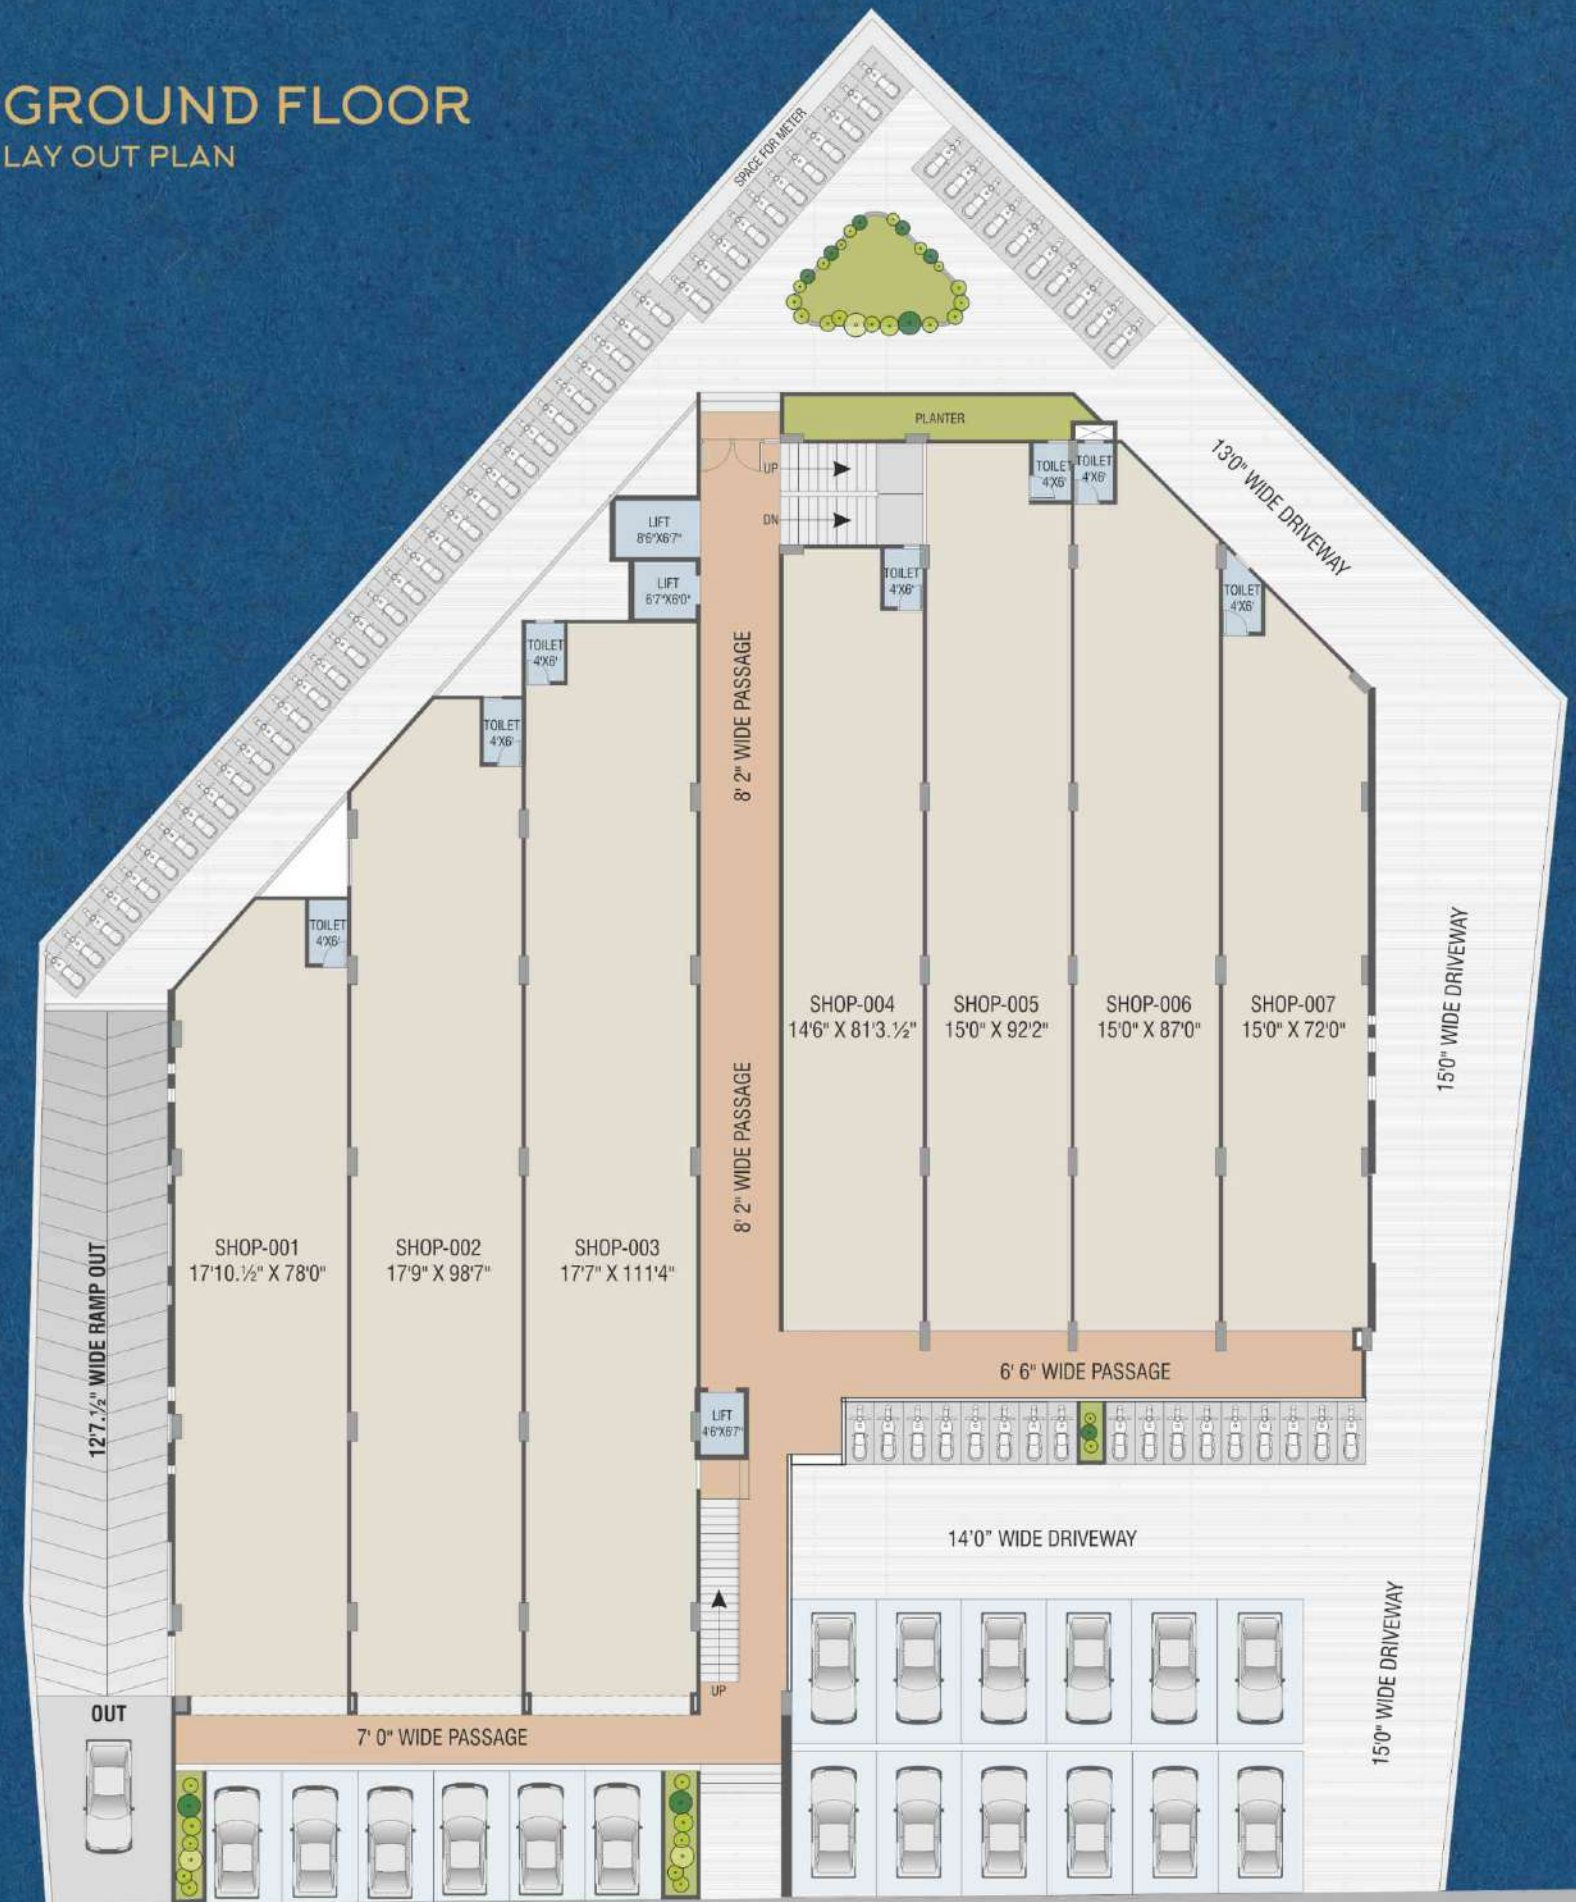 GROUND FLOOR
LAY OUT PLAN
SPACE FOR METER
PLANTER
UP
DN
TOILET
4'X6'
TOILET
4'X6'
13'0" WIDE DRIVEWAY
LIFT
8'6"X6'7"
LIFT
6'7"X6'0"
TOILET
4'X6'
TOILET
4'X6'
TOILET
4'X6'
TOILET
4'X6'
8' 2" WIDE PASSAGE
TOILET
4'X6'
15'0" WIDE DRIVEWAY
SHOP-004
14'6" X 81'3.½"
SHOP-005
15'0" X 92'2"
SHOP-006
15'0" X 87'0"
SHOP-007
15'0" X 72'0"
8' 2" WIDE PASSAGE
SHOP-001
17'10.½" X 78'0"
SHOP-002
17'9" X 98'7"
SHOP-003
17'7" X 111'4"
12'7.½" WIDE RAMP OUT
6' 6" WIDE PASSAGE
LIFT
4'6"X6'7"
14'0" WIDE DRIVEWAY
15'0" WIDE DRIVEWAY
UP
OUT
7' 0" WIDE PASSAGE